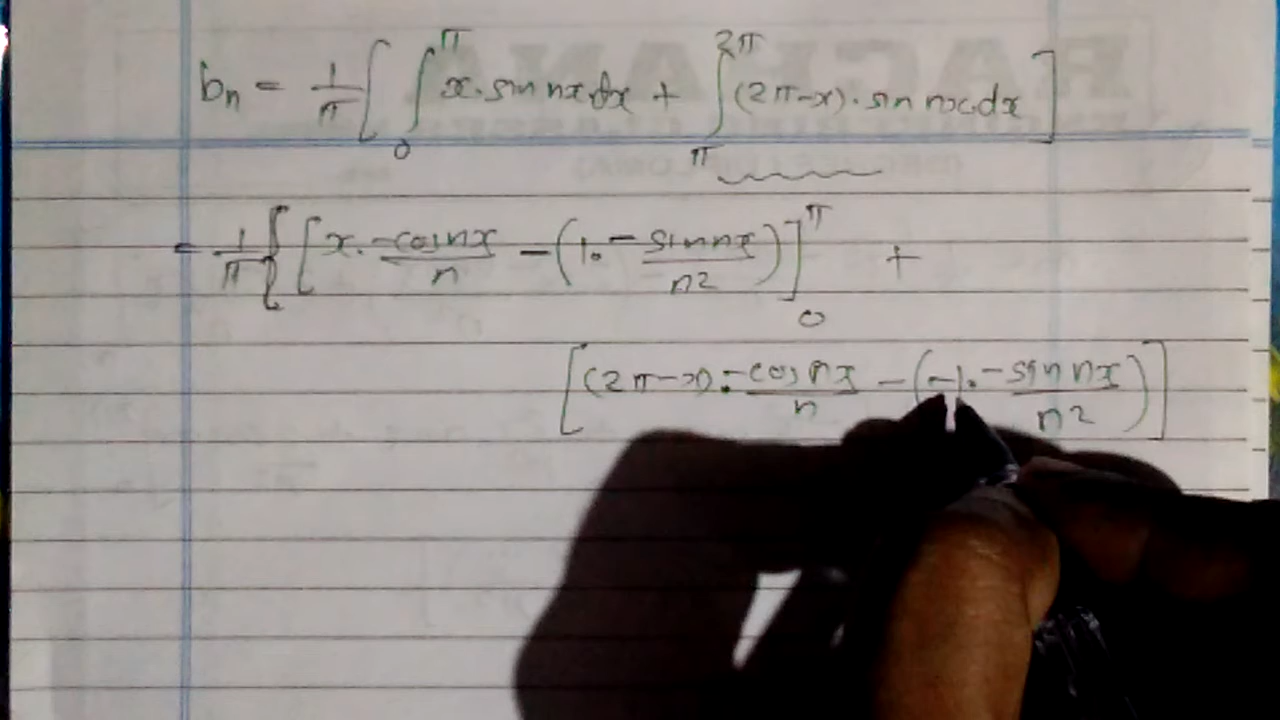 bn = 1/π [ ∫₀^π x · sin nx dx + ∫_π^2π (2π-x) · sin nx dx ]
= 1/π { [ x · -cos nx/n - (1 · -sin nx/n²) ]₀^π +
[ (2π-x) · -cos nx/n - (-1 · -sin nx/n²) ]